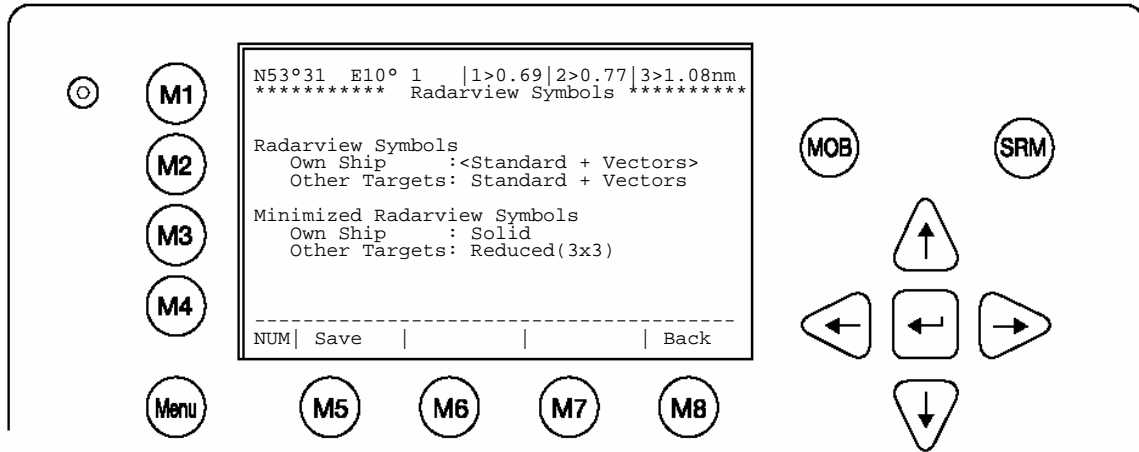 N53°31 E10° 1 |1>0.69|2>0.77|3>1.08nm
*********** Radarview Symbols **********
Radarview Symbols
Own Ship :<Standard + Vectors>
Other Targets: Standard + Vectors
Minimized Radarview Symbols
Own Ship : Solid
Other Targets: Reduced(3x3)
----------------------------------------
NUM| Save | | | Back
M1
M2
M3
M4
Menu
M5
M6
M7
M8
MOB
SRM